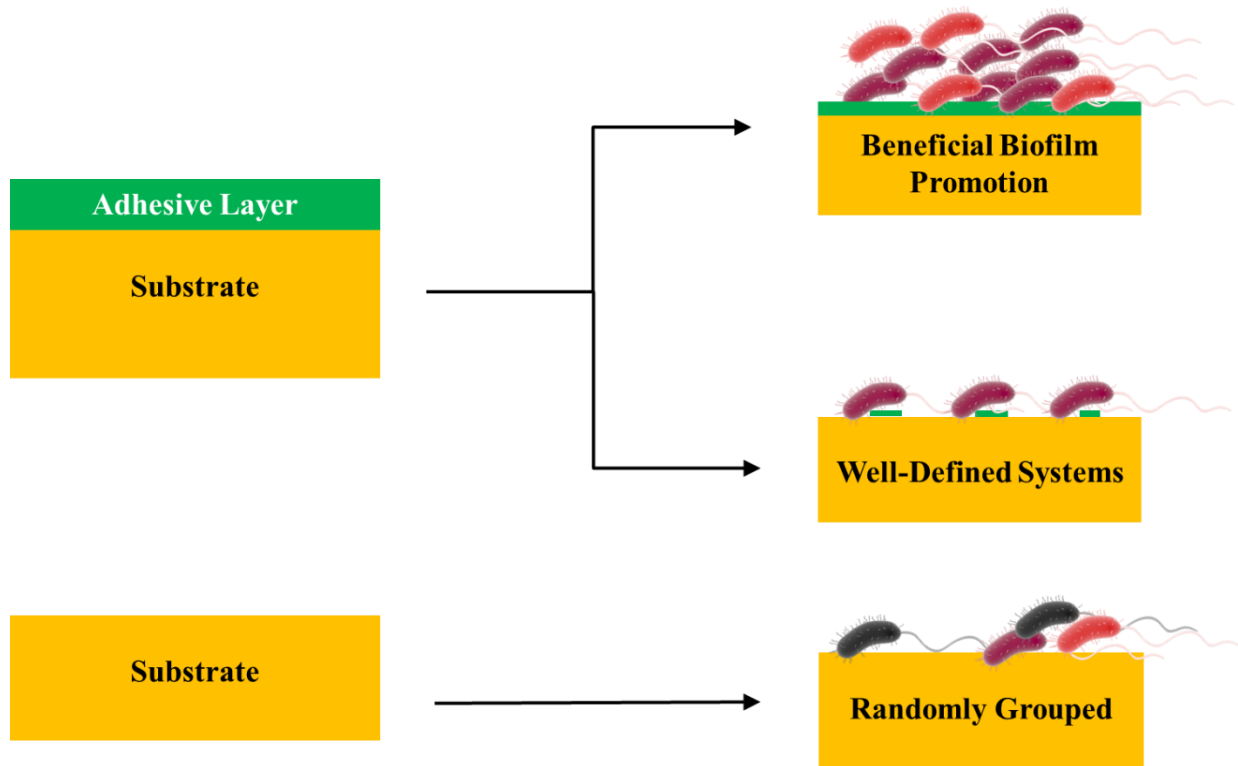 Adhesive Layer
Substrate
Beneficial Biofilm
Promotion
Well-Defined Systems
Substrate
Randomly Grouped